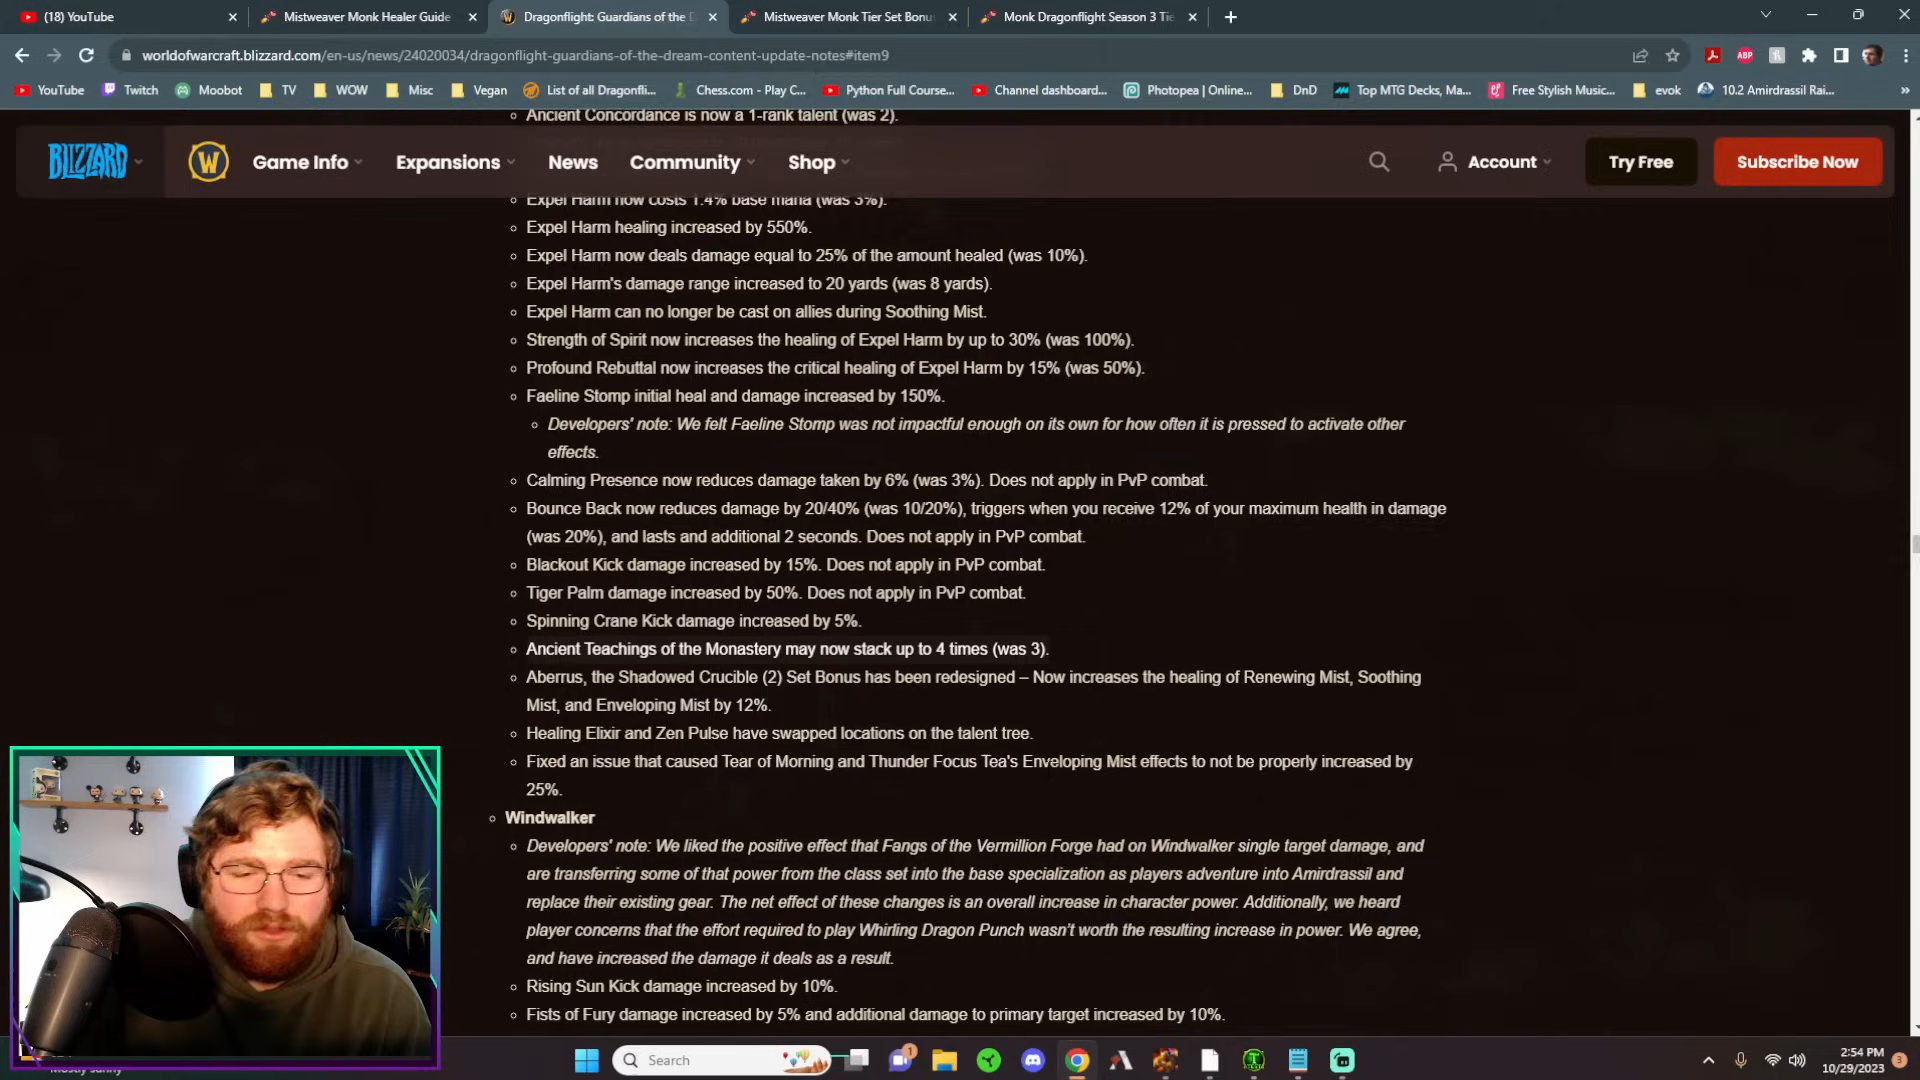 (18) YouTube
Mistweaver Monk Healer Guide
Dragonflight: Guardians of the D
Mistweaver Monk Tier Set Bonu
Monk Dragonflight Season 3 Tie
worldofwarcraft.blizzard.com/en-us/news/24020034/dragonflight-guardians-of-the-dream-content-update-notes#item9
YouTube Twitch Moobot TV WOW Misc Vegan List of all Dragonfli... Chess.com - Play C... Python Full Course... Channel dashboard... Photopea | Online... DnD Top MTG Decks, Ma... Free Stylish Music... evok 10.2 Amirdrassil Rai... »
Ancient Concordance is now a 1-rank talent (was 2).
BLIZZARD Game Info Expansions News Community Shop Account Try Free Subscribe Now
Expel Harm now costs 1.4% base mana (was 3%).
Expel Harm healing increased by 550%.
Expel Harm now deals damage equal to 25% of the amount healed (was 10%).
Expel Harm's damage range increased to 20 yards (was 8 yards).
Expel Harm can no longer be cast on allies during Soothing Mist.
Strength of Spirit now increases the healing of Expel Harm by up to 30% (was 100%).
Profound Rebuttal now increases the critical healing of Expel Harm by 15% (was 50%).
Faeline Stomp initial heal and damage increased by 150%.
Developers' note: We felt Faeline Stomp was not impactful enough on its own for how often it is pressed to activate other
effects.
Calming Presence now reduces damage taken by 6% (was 3%). Does not apply in PvP combat.
Bounce Back now reduces damage by 20/40% (was 10/20%), triggers when you receive 12% of your maximum health in damage
(was 20%), and lasts and additional 2 seconds. Does not apply in PvP combat.
Blackout Kick damage increased by 15%. Does not apply in PvP combat.
Tiger Palm damage increased by 50%. Does not apply in PvP combat.
Spinning Crane Kick damage increased by 5%.
Ancient Teachings of the Monastery may now stack up to 4 times (was 3).
Aberrus, the Shadowed Crucible (2) Set Bonus has been redesigned – Now increases the healing of Renewing Mist, Soothing
Mist, and Enveloping Mist by 12%.
Healing Elixir and Zen Pulse have swapped locations on the talent tree.
Fixed an issue that caused Tear of Morning and Thunder Focus Tea's Enveloping Mist effects to not be properly increased by
25%.
Windwalker
Developers' note: We liked the positive effect that Fangs of the Vermillion Forge had on Windwalker single target damage, and
are transferring some of that power from the class set into the base specialization as players adventure into Amirdrassil and
replace their existing gear. The net effect of these changes is an overall increase in character power. Additionally, we heard
player concerns that the effort required to play Whirling Dragon Punch wasn't worth the resulting increase in power. We agree,
and have increased the damage it deals as a result.
Rising Sun Kick damage increased by 10%.
Fists of Fury damage increased by 5% and additional damage to primary target increased by 10%.
Mostly sunny
Search
1
2:54 PM
10/29/2023
3